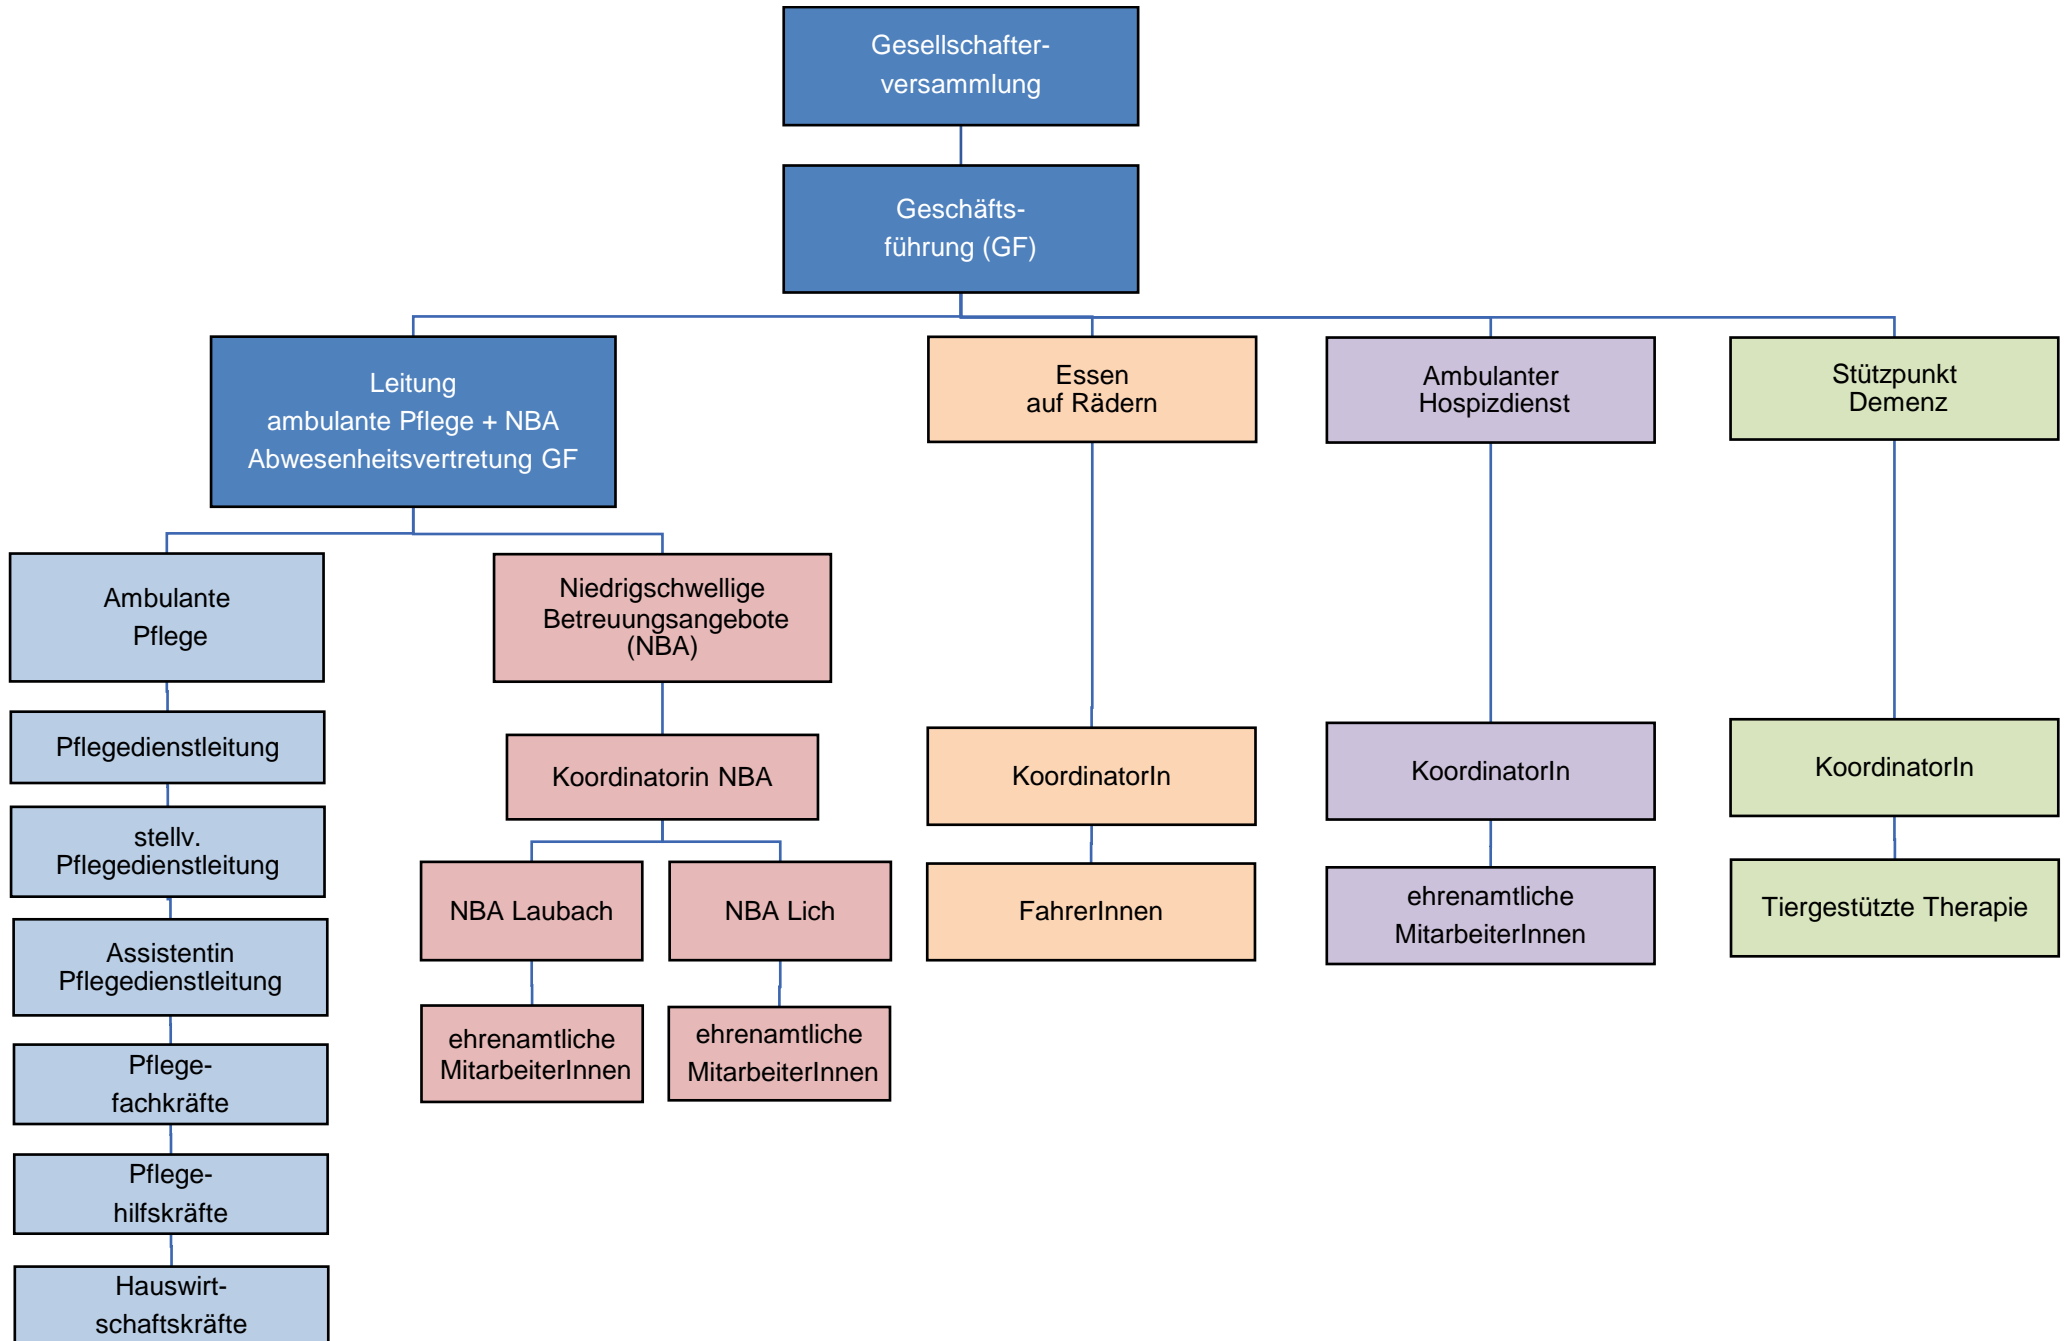 Gesellschafter-
versammlung
Geschäfts-
führung (GF)
Leitung
ambulante Pflege + NBA
Abwesenheitsvertretung GF
Essen
auf Rädern
Ambulanter
Hospizdienst
Stützpunkt
Demenz
Ambulante
Pflege
Niedrigschwellige
Betreuungsangebote
(NBA)
Pflegedienstleitung
Koordinatorin NBA
KoordinatorIn
KoordinatorIn
KoordinatorIn
stellv.
Pflegedienstleitung
NBA Laubach
NBA Lich
FahrerInnen
ehrenamtliche
MitarbeiterInnen
Tiergestützte Therapie
Assistentin
Pflegedienstleitung
ehrenamtliche
MitarbeiterInnen
ehrenamtliche
MitarbeiterInnen
Pflege-
fachkräfte
Pflege-
hilfskräfte
Hauswirt-
schaftskräfte